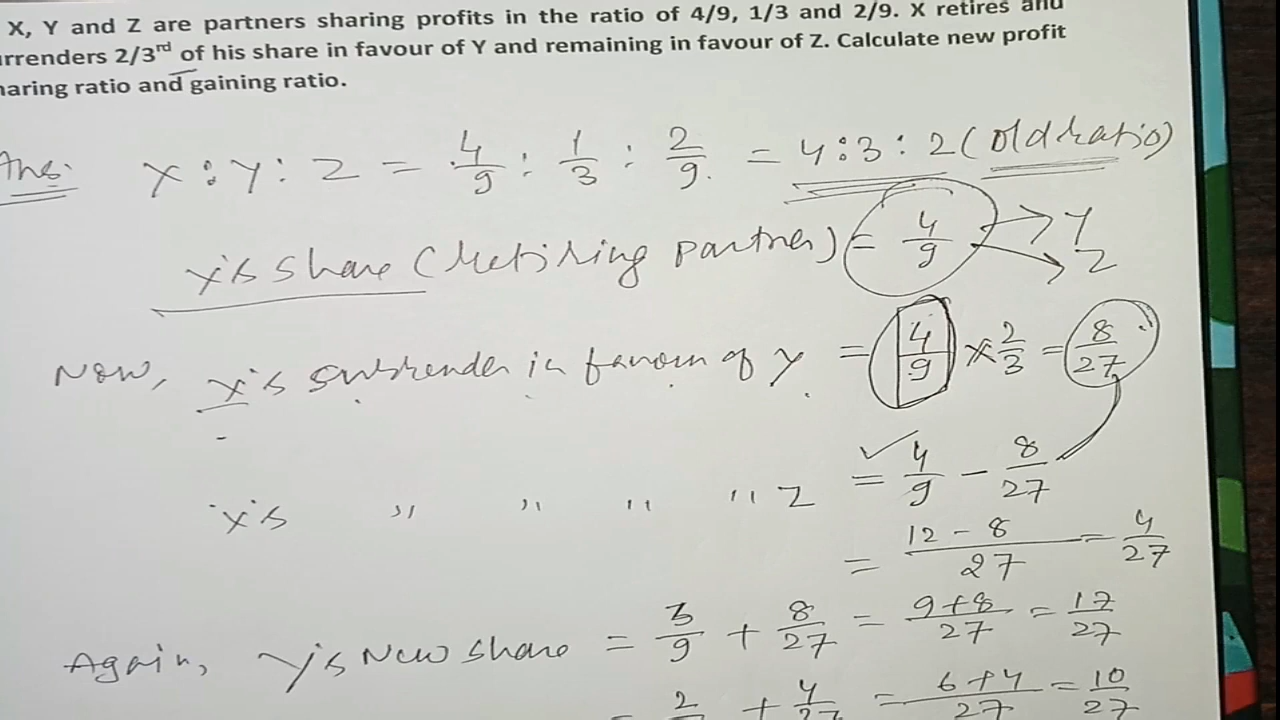 X, Y and Z are partners sharing profits in the ratio of 4/9, 1/3 and 2/9. X retires and
urrenders 2/3rd of his share in favour of Y and remaining in favour of Z. Calculate new profit
haring ratio and gaining ratio.
Ans. X : Y : Z = 4/9 : 1/3 : 2/9. = 4 : 3 : 2 (Old Ratio)
X's share (Retiring partner) = 4/9 → Y → Z
Now, X's surrender in favour of Y = 4/9 × 2/3 = 8/27
X's " " " " Z = 4/9 - 8/27
= 12 - 8/27 = 4/27
Again, Y's New share = 3/9 + 8/27 = 9+8/27 = 17/27
= 2 + 4/27 = 6+4/27 = 10/27